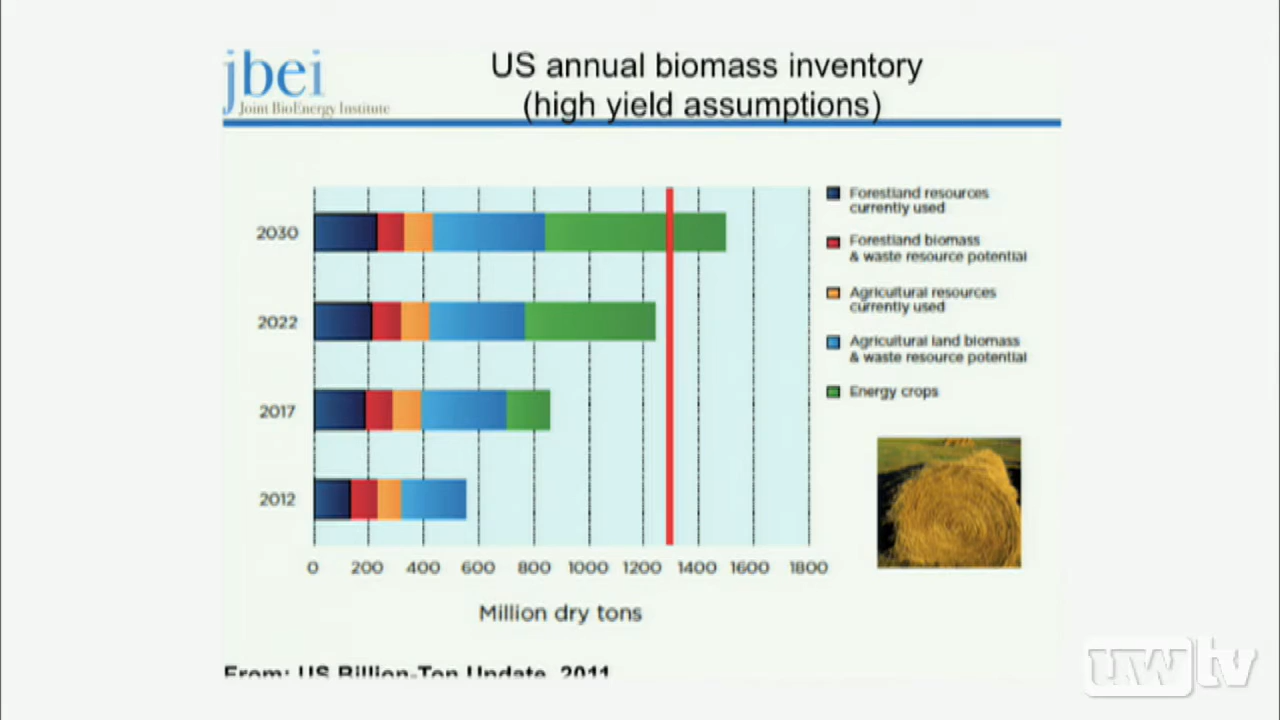 jbei
Joint BioEnergy Institute
US annual biomass inventory
(high yield assumptions)
2030
2022
2017
2012
0 200 400 600 800 1000 1200 1400 1600 1800
Million dry tons
Forestland resources
currently used
Forestland biomass
& waste resource potential
Agricultural resources
currently used
Agricultural land biomass
& waste resource potential
Energy crops
From: US Billion-Ton Update, 2011
uwtv